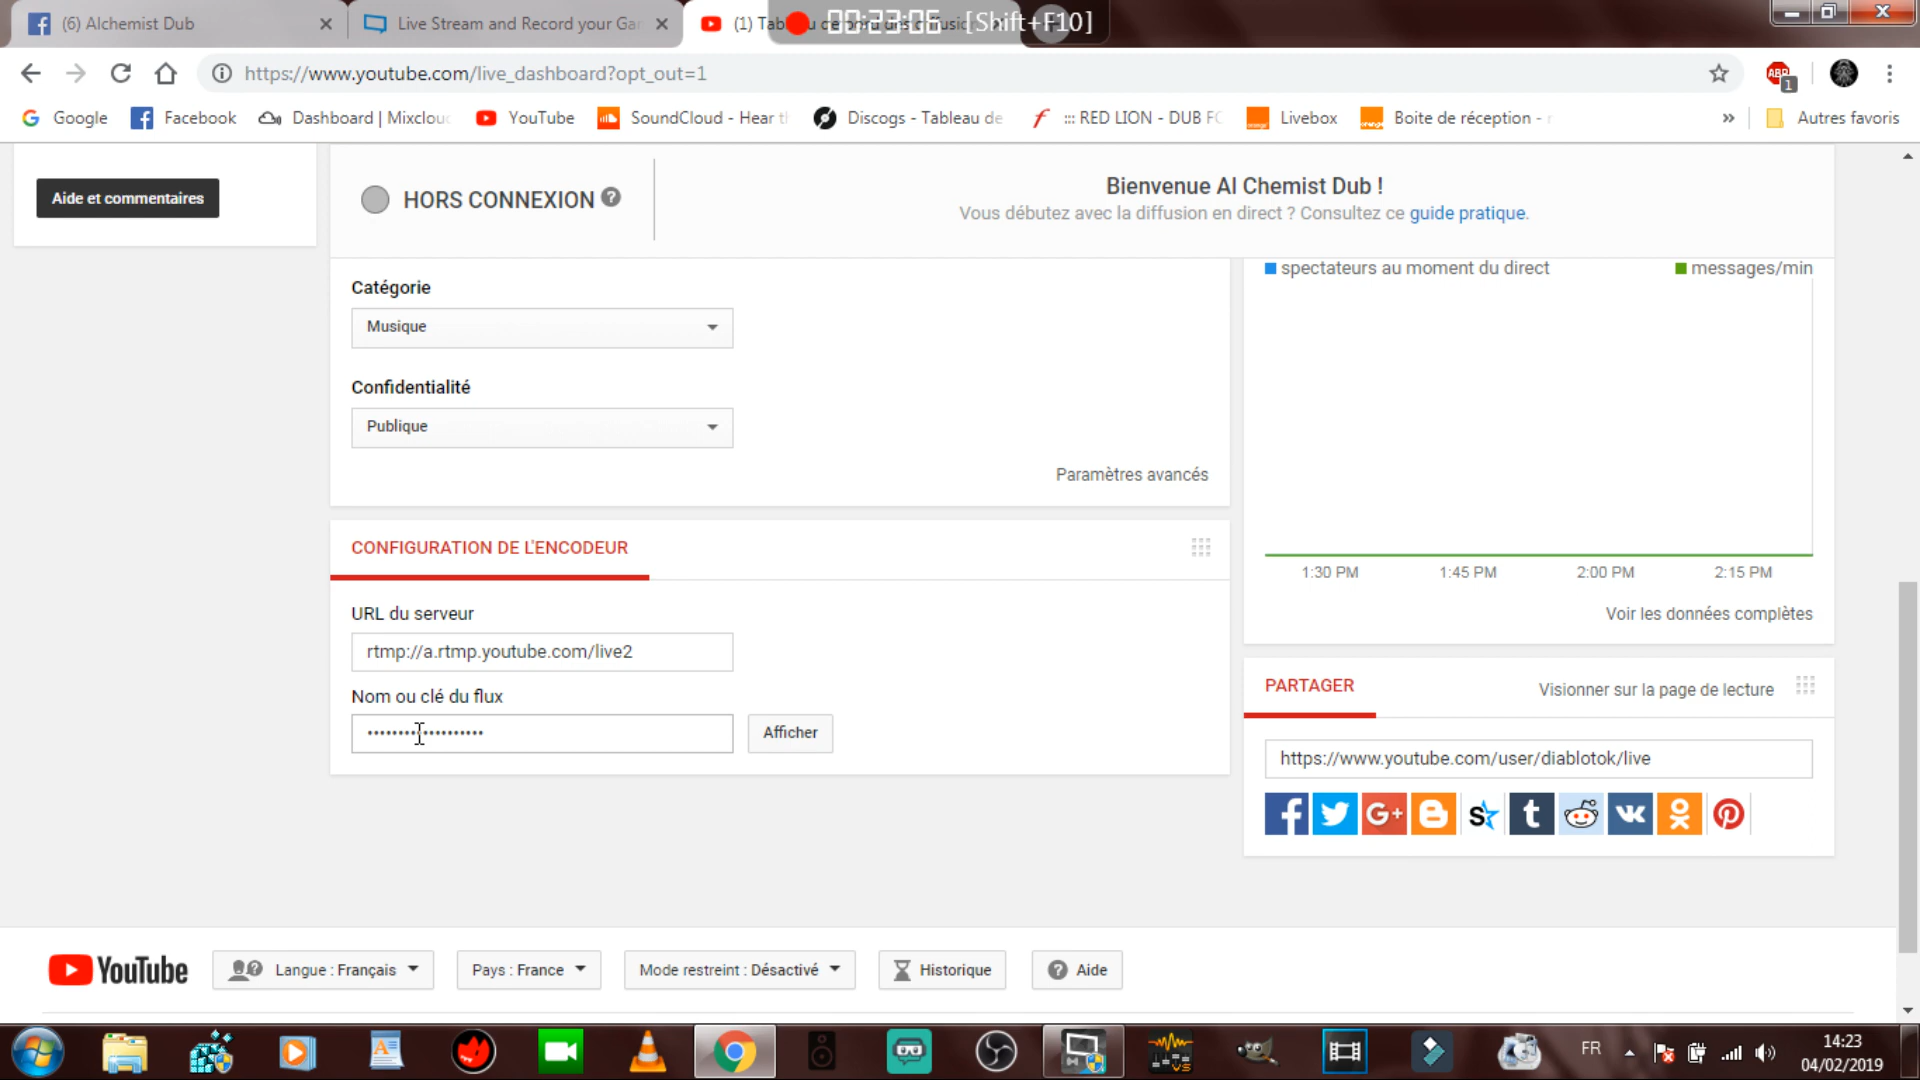 (6) Alchemist Dub
Live Stream and Record your Gar
(1) Tab
00:23:06 [Shift+F10]
https://www.youtube.com/live_dashboard?opt_out=1
ABP
1
Google
Facebook
Dashboard | Mixclou
YouTube
SoundCloud - Hear t
Discogs - Tableau de
::: RED LION - DUB FO
Livebox
Boite de réception -
»
Autres favoris
Aide et commentaires
HORS CONNEXION
Bienvenue Al Chemist Dub !
Vous débutez avec la diffusion en direct ? Consultez ce guide pratique.
Catégorie
Musique
Confidentialité
Publique
Paramètres avancés
spectateurs au moment du direct
messages/min
1:30 PM
1:45 PM
2:00 PM
2:15 PM
Voir les données complètes
CONFIGURATION DE L'ENCODEUR
URL du serveur
rtmp://a.rtmp.youtube.com/live2
Nom ou clé du flux
Afficher
PARTAGER
Visionner sur la page de lecture
https://www.youtube.com/user/diablotok/live
YouTube
Langue : Français
Pays : France
Mode restreint : Désactivé
Historique
Aide
FR
14:23
04/02/2019